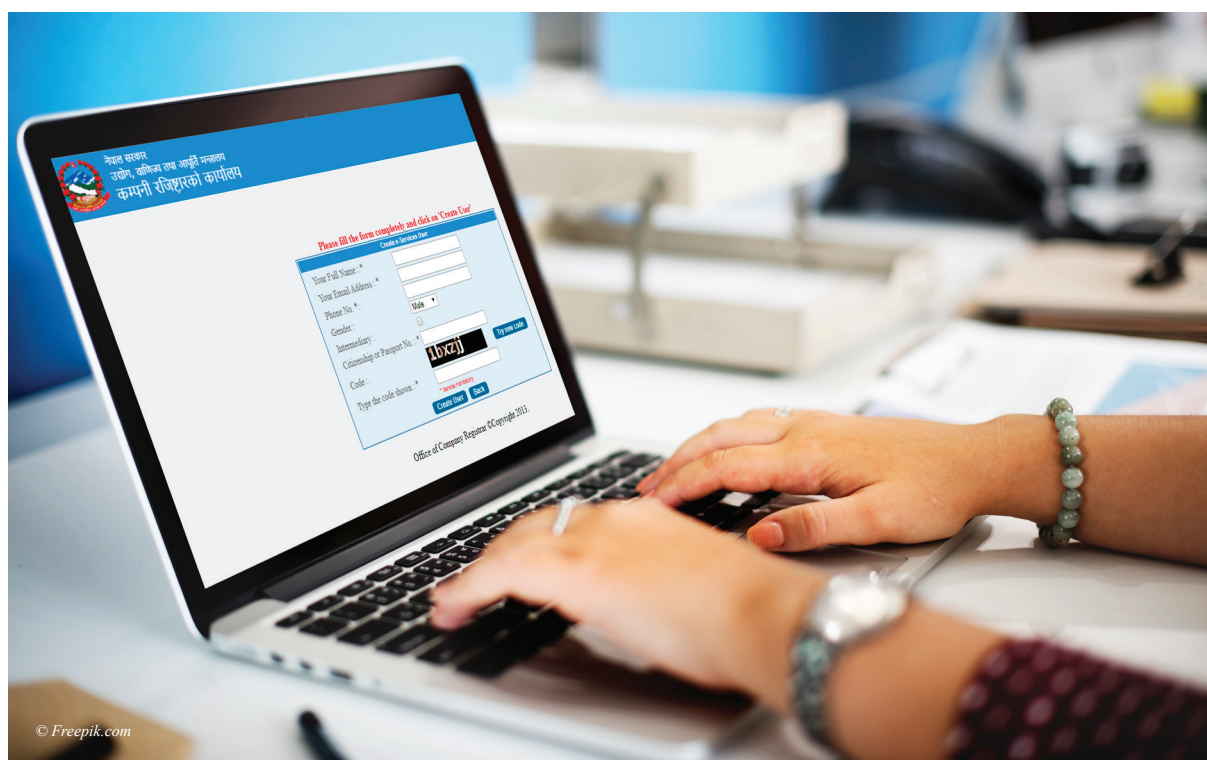 नेपाल सरकार
उद्योग, वाणिज्य तथा आपूर्ति मन्त्रालय
कम्पनी रजिष्ट्रारको कार्यालय
Please fill the form completely and click on 'Create User'
Create e-Services User
Your Full Name : *
Your Email Address : *
Phone No. * :
Gender :
Male
Intermediary :
Citizenship or Passport No. : *
Code :
1bxzjj
Try new code
Type the code shown : *
* denote mandatory
Create User
Back
Office of Company Registrar ©Copyright 2013.
© Freepik.com